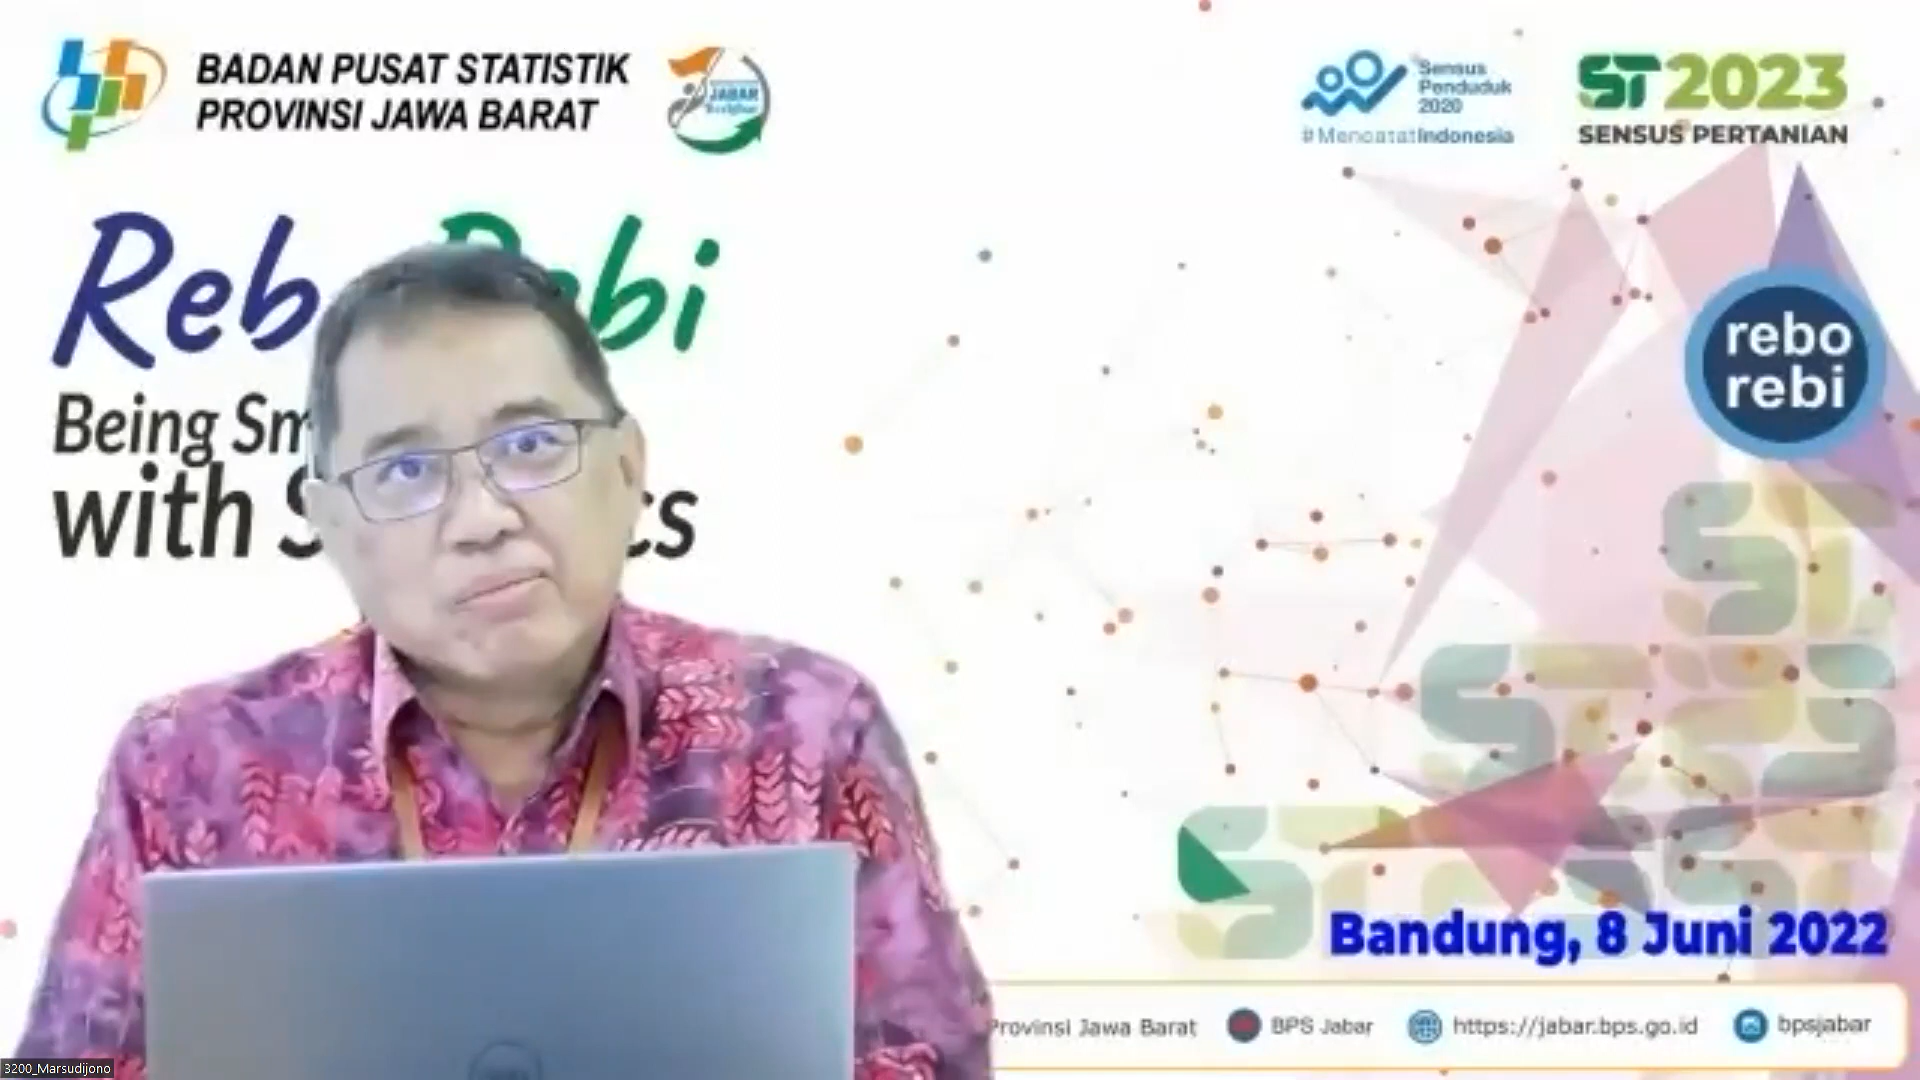 BADAN PUSAT STATISTIK
PROVINSI JAWA BARAT
JABAR
Sensus
Penduduk
2020
#MencatatIndonesia
ST2023
SENSUS PERTANIAN
Reb
bi
rebo
rebi
Being Sm
with S
cs
Bandung, 8 Juni 2022
Provinsi Jawa Barat
BPS Jabar
https://jabar.bps.go.id
bpsjabar
3200_Marsudijono